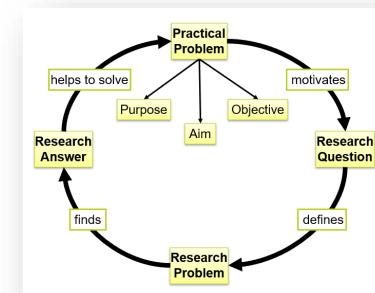 Practical
Problem
helps to solve
motivates
Purpose
Objective
Aim
Research
Answer
Research
Question
finds
defines
Research
Problem